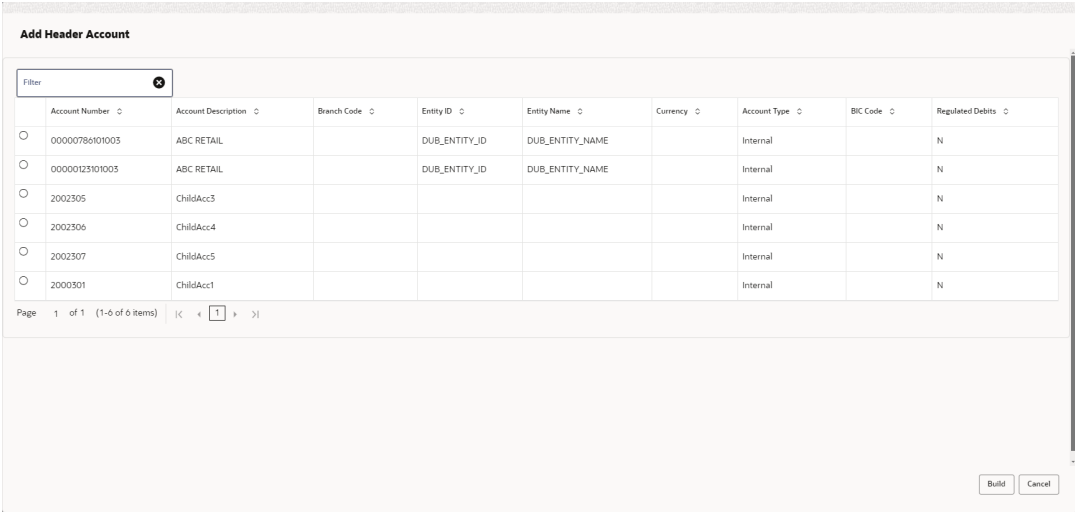 Add Header Account
Filter
Account Number Account Description Branch Code Entity ID Entity Name Currency Account Type BIC Code Regulated Debits
00000786101003 ABC RETAIL DUB_ENTITY_ID DUB_ENTITY_NAME Internal N
00000123101003 ABC RETAIL DUB_ENTITY_ID DUB_ENTITY_NAME Internal N
2002305 ChildAcc3 Internal N
2002306 ChildAcc4 Internal N
2002307 ChildAcc5 Internal N
2000301 ChildAcc1 Internal N
Page 1 of 1 (1-6 of 6 items) 1
Build Cancel